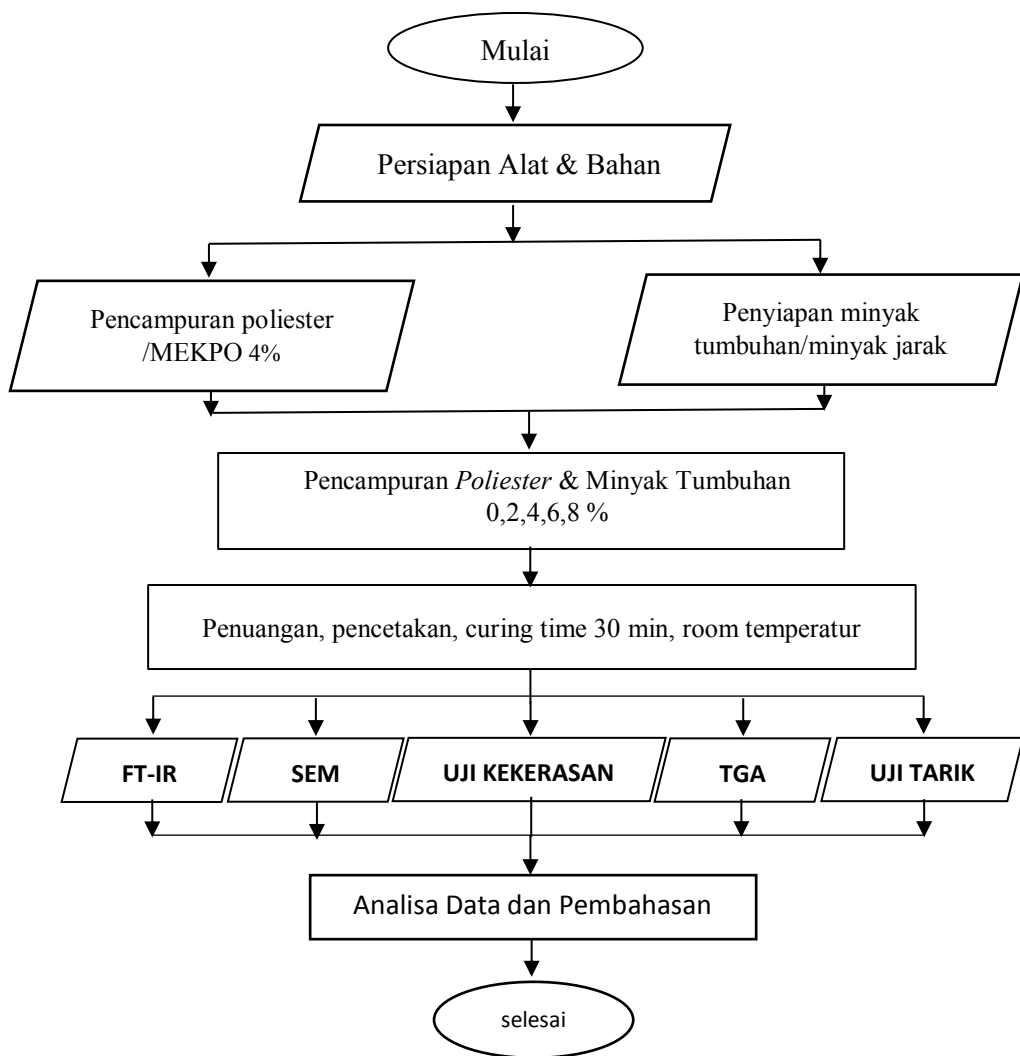 Mulai
Persiapan Alat & Bahan
Pencampuran poliester
/MEKPO 4%
Penyiapan minyak
tumbuhan/minyak jarak
Pencampuran Poliester & Minyak Tumbuhan
0,2,4,6,8 %
Penuangan, pencetakan, curing time 30 min, room temperatur
FT-IR
SEM
UJI KEKERASAN
TGA
UJI TARIK
Analisa Data dan Pembahasan
selesai